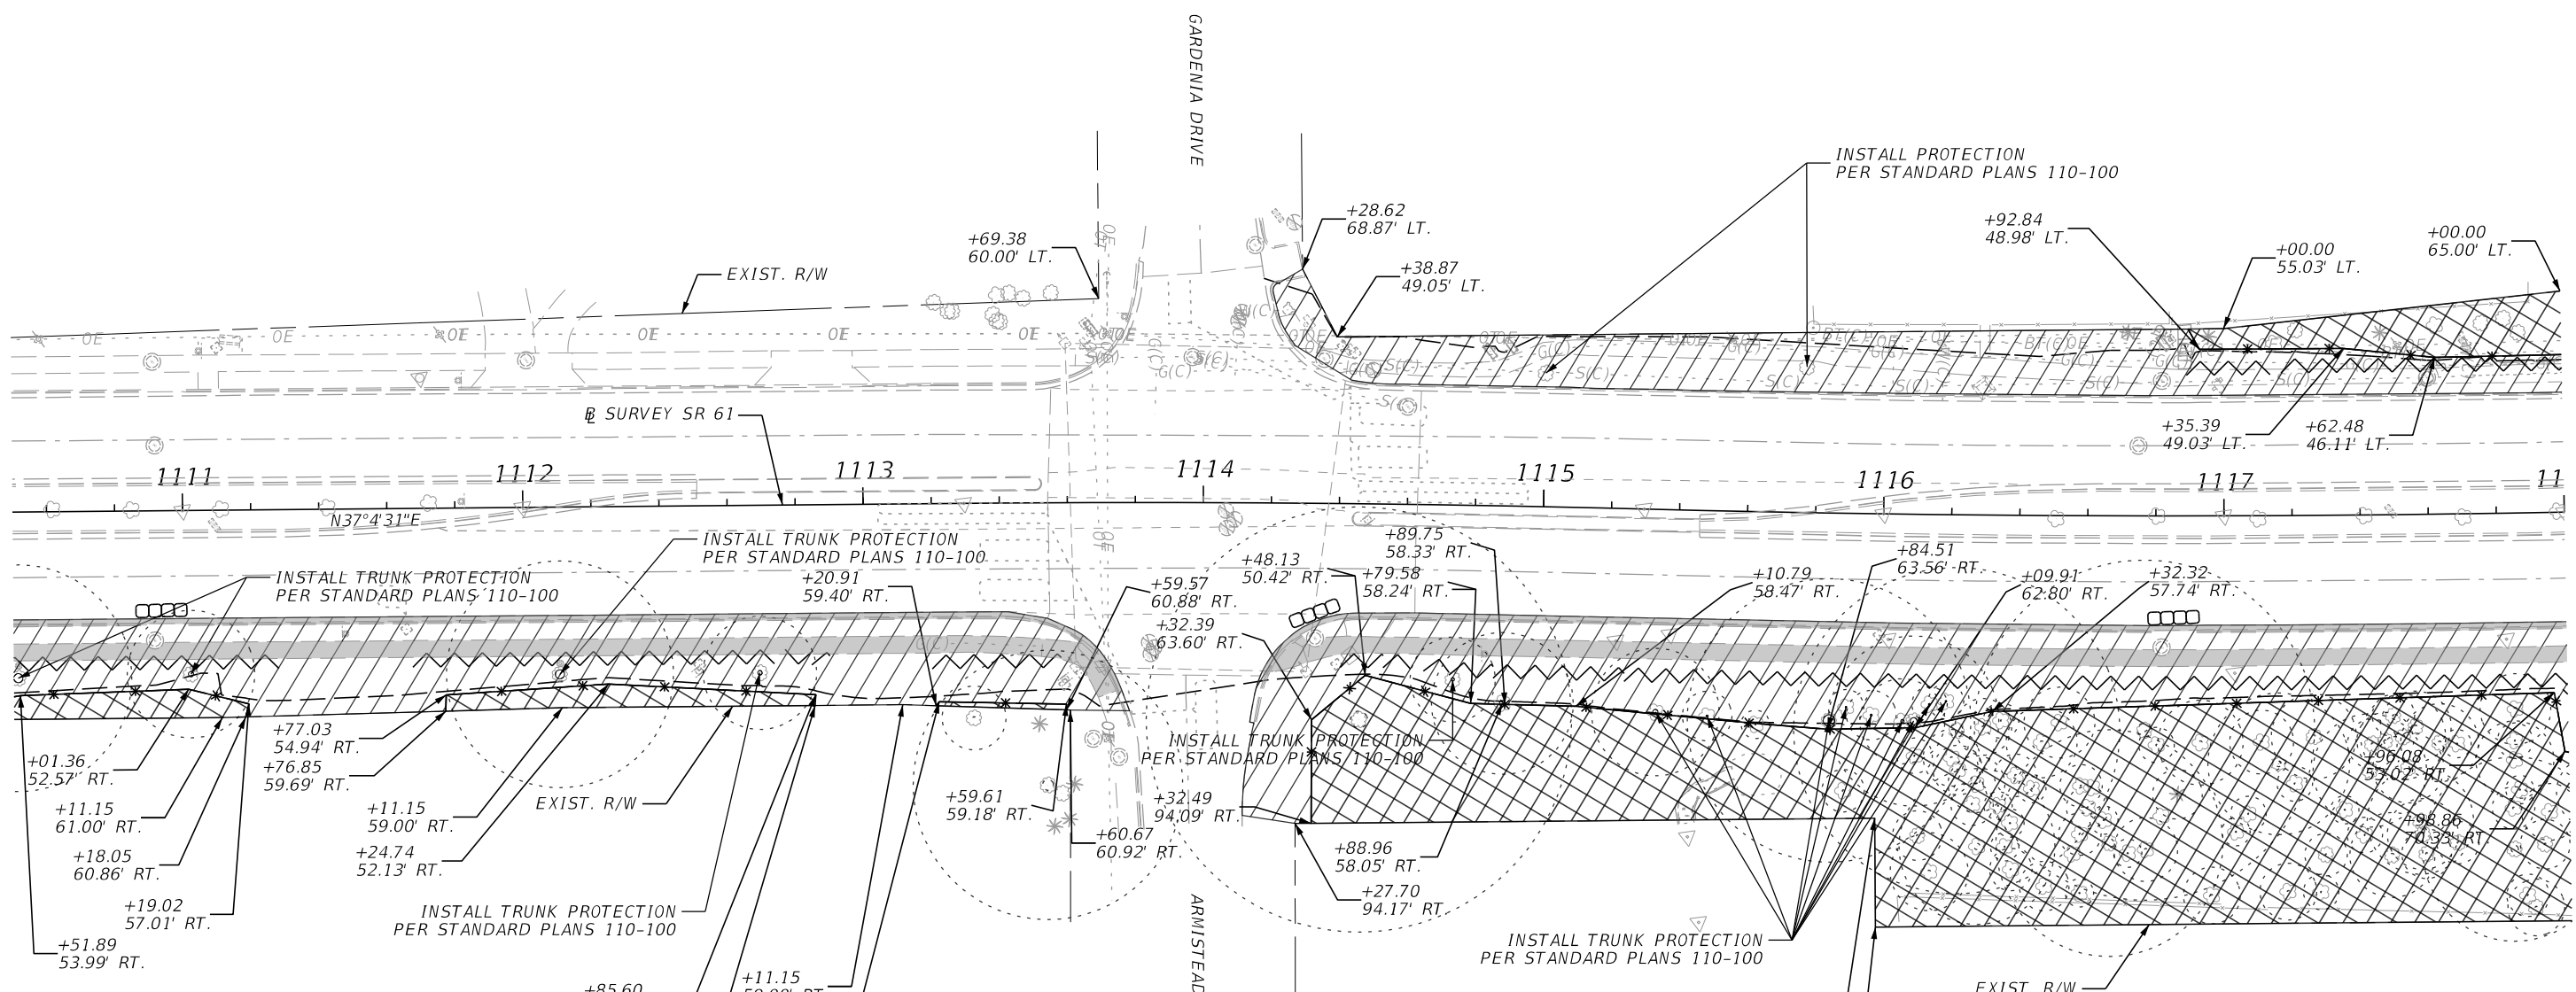 GARDENIA DRIVE
INSTALL PROTECTION
PER STANDARD PLANS 110-100
+28.62
68.87' LT.
+92.84
48.98' LT.
+69.38
60.00' LT.
+00.00
65.00' LT.
+00.00
55.03' LT.
EXIST. R/W
+38.87
49.05' LT.
OE
OE
OE
OE
OE
OE
G(C)
S(C)
S(C)
S(C)
S(C)
S(C)
S(C)
BL SURVEY SR 61
+35.39
49.03' LT.
+62.48
46.11' LT.
1111
1112
1113
1114
1115
1116
1117
11
N37°4'31"E
INSTALL TRUNK PROTECTION
PER STANDARD PLANS 110-100
+89.75
58.33' RT.
+84.51
63.56' RT.
+48.13
50.42' RT.
INSTALL TRUNK PROTECTION
PER STANDARD PLANS 110-100
+20.91
59.40' RT.
+59.57
60.88' RT.
+79.58
58.24' RT.
+10.79
58.47' RT.
+09.91
62.80' RT.
+32.32
57.74' RT.
+32.39
63.60' RT.
INSTALL TRUNK PROTECTION
PER STANDARD PLANS 110-100
+77.03
54.94' RT.
+01.36
52.57' RT.
+76.85
59.69' RT.
+96.08
53.02' RT.
+11.15
61.00' RT.
+11.15
59.00' RT.
EXIST. R/W
+59.61
59.18' RT.
+32.49
94.09' RT.
+98.86
70.33' RT.
+60.67
60.92' RT.
+18.05
60.86' RT.
+24.74
52.13' RT.
+88.96
58.05' RT.
+27.70
94.17' RT.
+19.02
57.01' RT.
INSTALL TRUNK PROTECTION
PER STANDARD PLANS 110-100
ARMISTEAD
+51.89
53.99' RT.
INSTALL TRUNK PROTECTION
PER STANDARD PLANS 110-100
+11.15
+85.60
EXIST. R/W